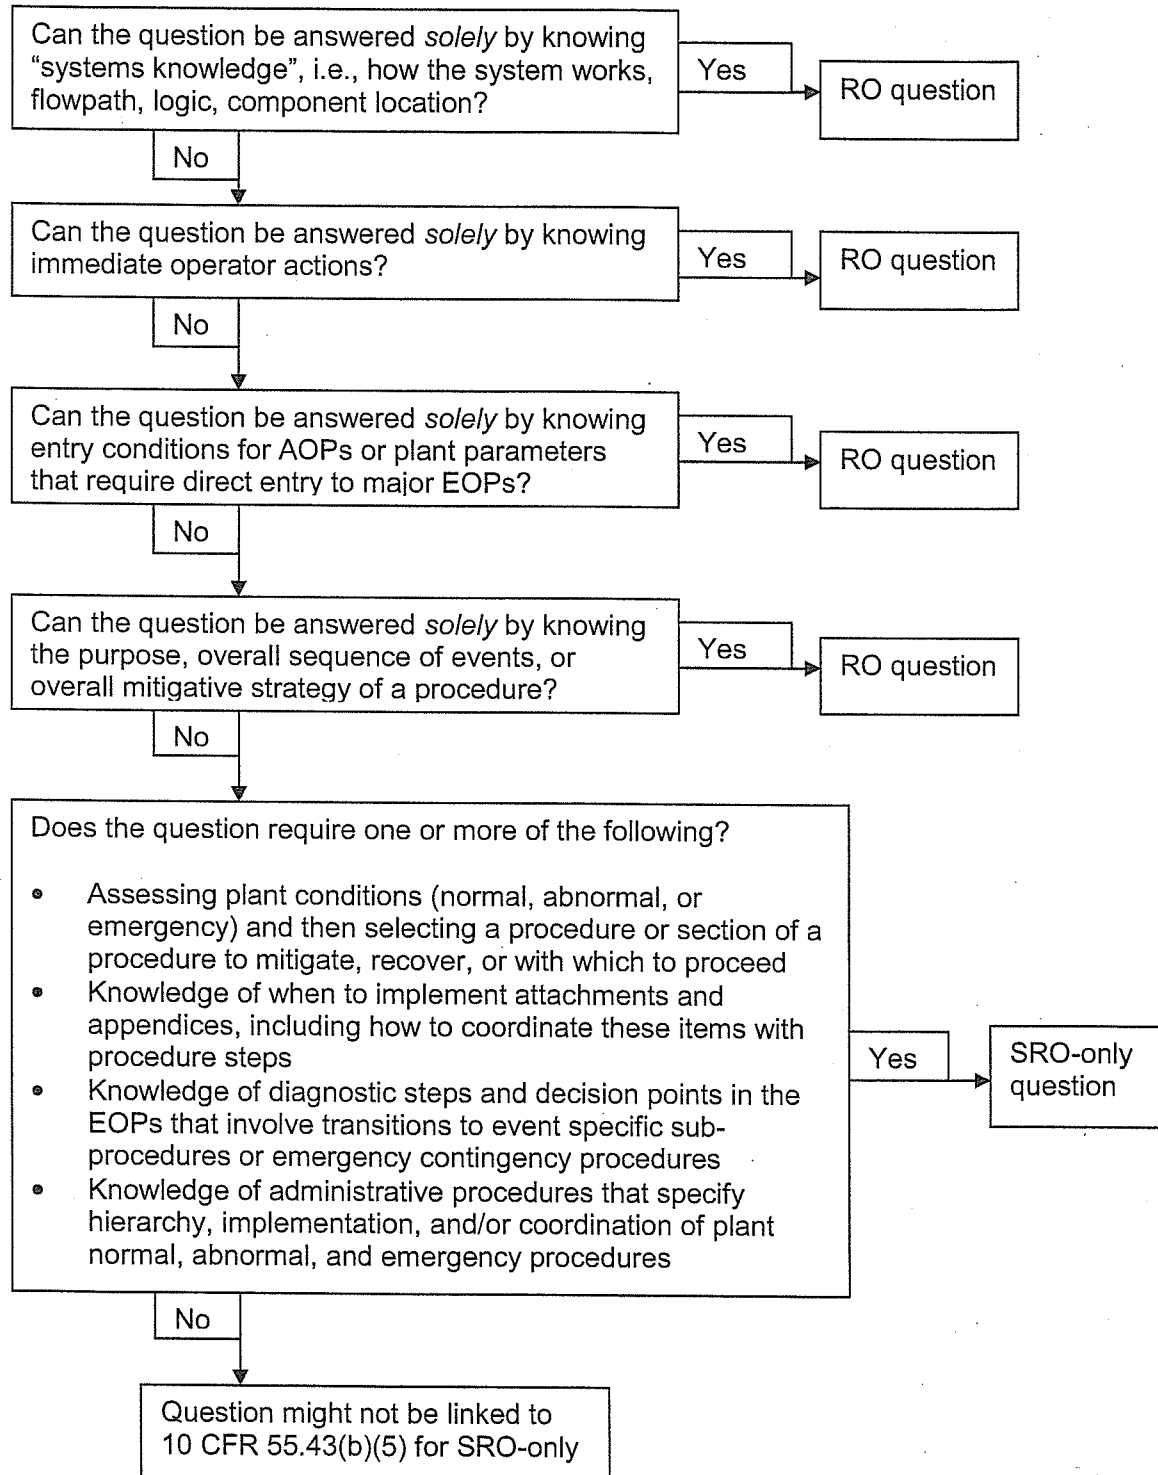 Can the question be answered solely by knowing
"systems knowledge", i.e., how the system works,
flowpath, logic, component location?
Yes
RO question
No
Can the question be answered solely by knowing
immediate operator actions?
Yes
RO question
No
Can the question be answered solely by knowing
entry conditions for AOPs or plant parameters
that require direct entry to major EOPs?
Yes
RO question
No
Can the question be answered solely by knowing
the purpose, overall sequence of events, or
overall mitigative strategy of a procedure?
Yes
RO question
No
Does the question require one or more of the following?
• Assessing plant conditions (normal, abnormal, or
emergency) and then selecting a procedure or section of a
procedure to mitigate, recover, or with which to proceed
• Knowledge of when to implement attachments and
appendices, including how to coordinate these items with
procedure steps
• Knowledge of diagnostic steps and decision points in the
EOPs that involve transitions to event specific sub-
procedures or emergency contingency procedures
• Knowledge of administrative procedures that specify
hierarchy, implementation, and/or coordination of plant
normal, abnormal, and emergency procedures
Yes
SRO-only
question
No
Question might not be linked to
10 CFR 55.43(b)(5) for SRO-only